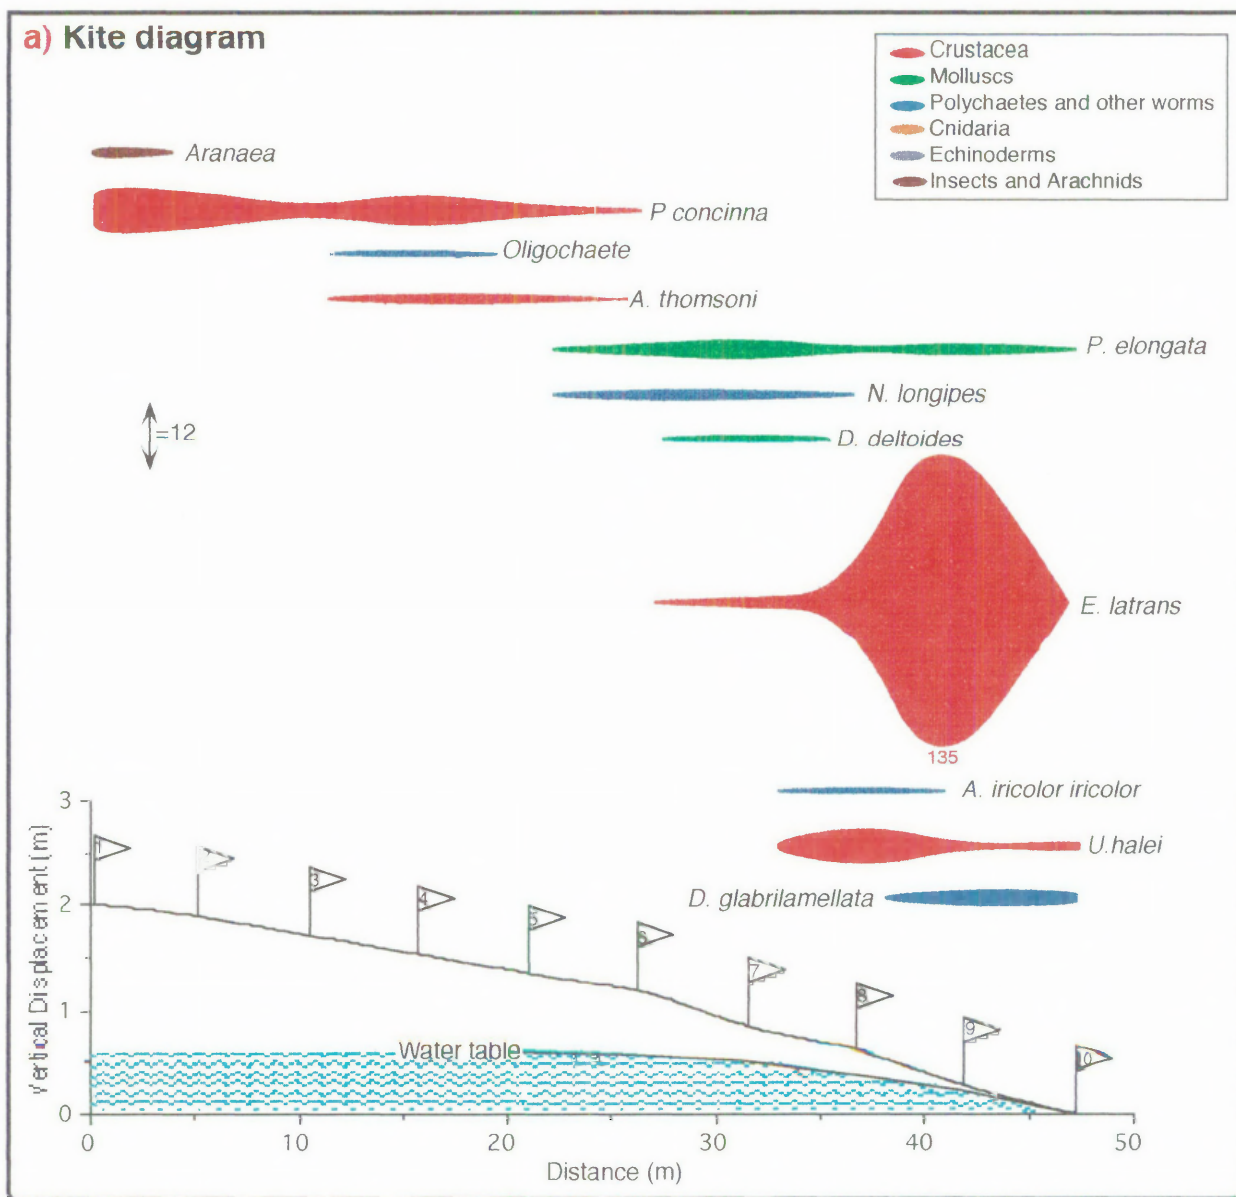 a) Kite diagram
Crustacea
Molluscs
Polychaetes and other worms
Cnidaria
Echinoderms
Insects and Arachnids
Aranaea
P concinna
Oligochaete
A. thomsoni
P. elongata
N. longipes
=12
D. deltoides
E. latrans
135
A. iricolor iricolor
U.halei
D. glabrilamellata
Vertical Displacement (m)
3
2
1
0
1
3
4
5
6
7
8
9
10
Water table
0
10
20
30
40
50
Distance (m)